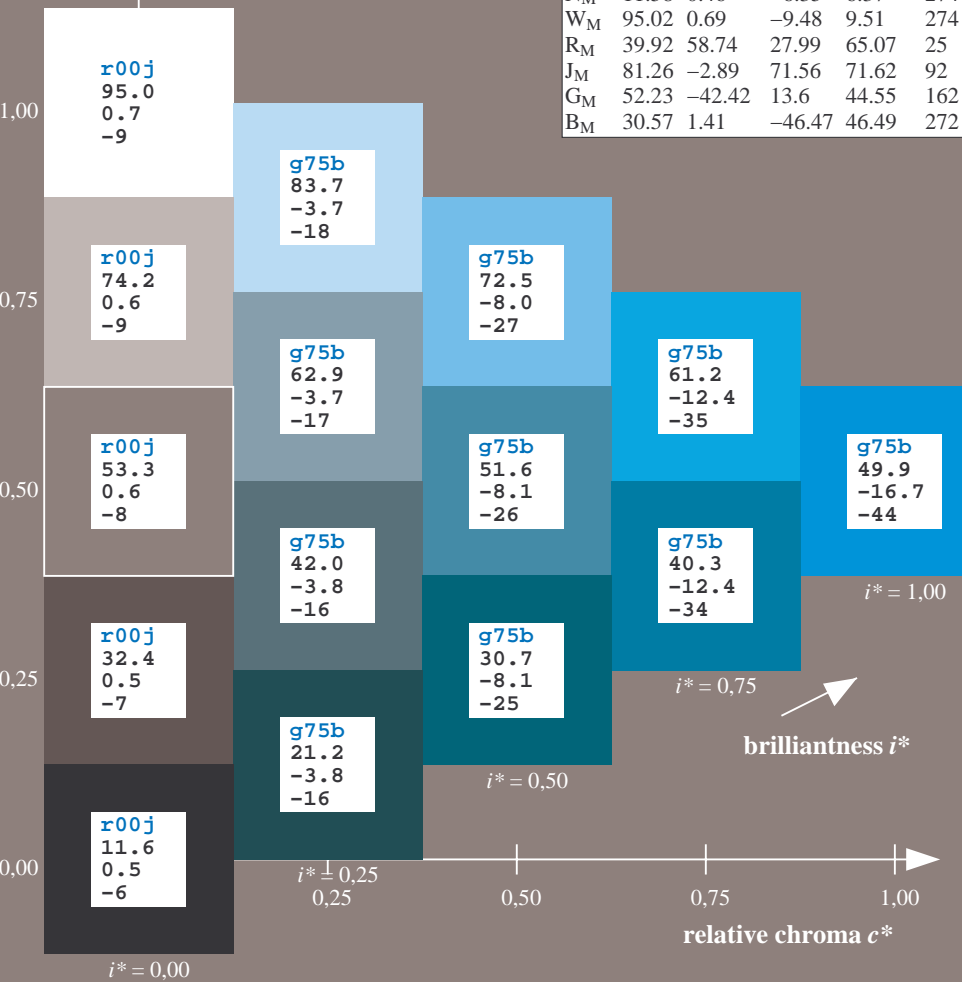 W_M 95.02 0.69 –9.48 9.51 274
R_M 39.92 58.74 27.99 65.07 25
J_M 81.26 –2.89 71.56 71.62 92
G_M 52.23 –42.42 13.6 44.55 162
B_M 30.57 1.41 –46.47 46.49 272
r00j
95.0
0.7
-9
1,00
g75b
83.7
-3.7
-18
r00j
74.2
0.6
-9
g75b
72.5
-8.0
-27
0,75
g75b
62.9
-3.7
-17
g75b
61.2
-12.4
-35
r00j
53.3
0.6
-8
g75b
51.6
-8.1
-26
g75b
49.9
-16.7
-44
0,50
g75b
42.0
-3.8
-16
g75b
40.3
-12.4
-34
i* = 1,00
r00j
32.4
0.5
-7
g75b
30.7
-8.1
-25
0,25
i* = 0,75
g75b
21.2
-3.8
-16
brilliantness i*
i* = 0,50
r00j
11.6
0.5
-6
0,00
i* = 0,25
0,25 0,50 0,75 1,00
relative chroma c*
i* = 0,00